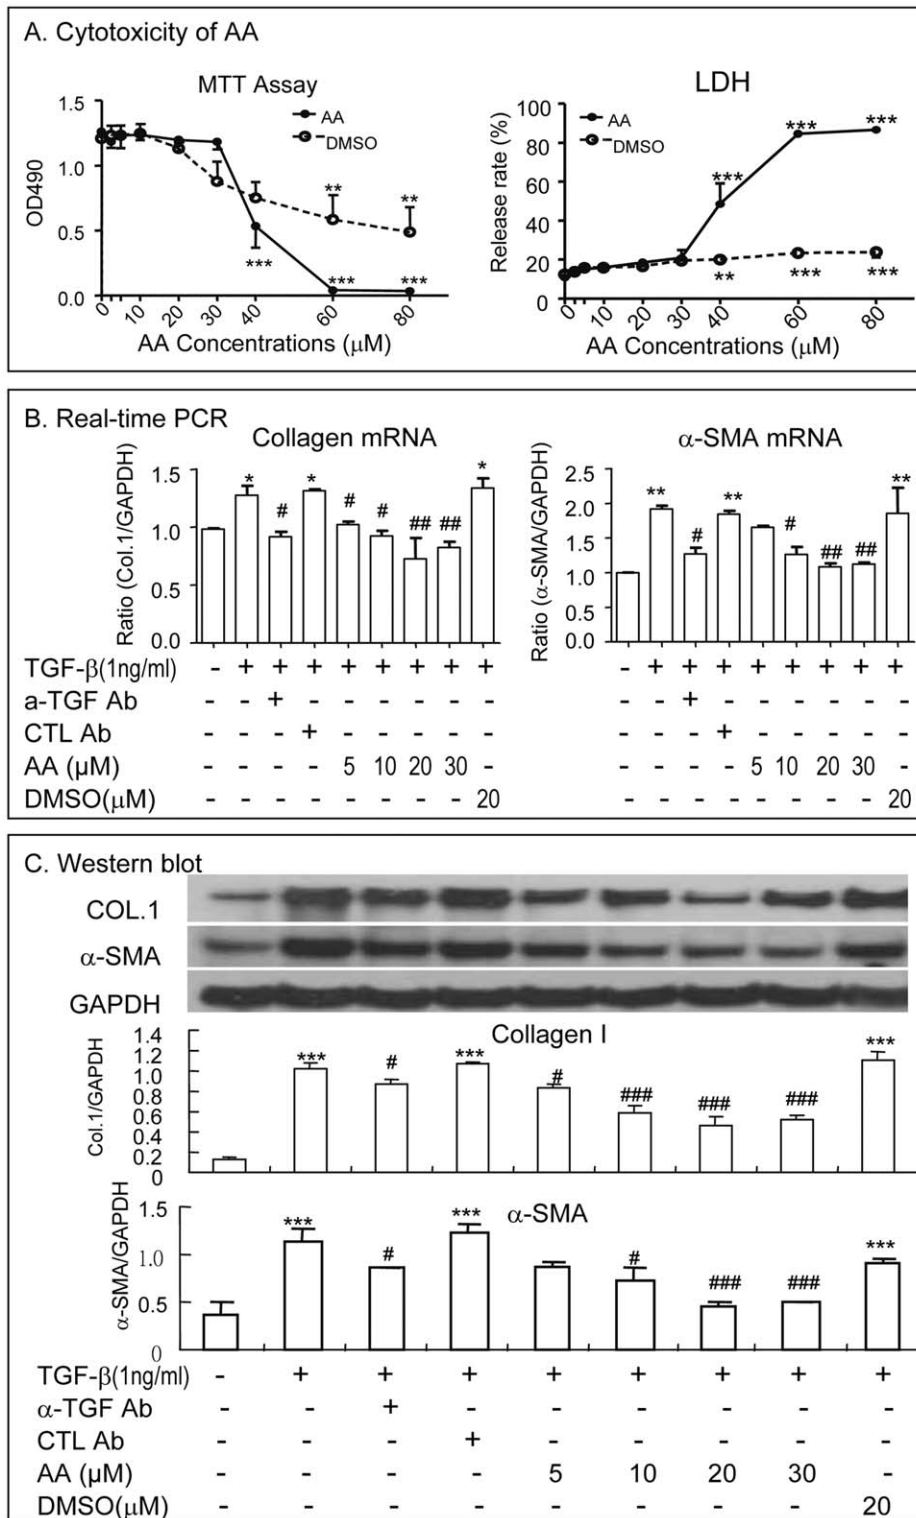 A. Cytotoxicity of AA
MTT Assay
OD490
1.5
1.0
0.5
0.0
AA
DMSO
**
**
***
***
***
0 10 20 30 40 60 80
AA Concentrations (μM)
LDH
Release rate (%)
100
80
60
40
20
0
AA
DMSO
***
***
***
**
***
***
0 10 20 30 40 60 80
AA Concentrations (μM)
B. Real-time PCR
Collagen mRNA
Ratio (Col.1/GAPDH)
1.5
1.0
0.5
0.0
* # * # # ## ## *
α-SMA mRNA
Ratio (α-SMA/GAPDH)
2.5
2.0
1.5
1.0
0.5
0.0
** # ** # ## ## **
TGF-β(1ng/ml) - + + + + + + + + - + + + + + + + +
a-TGF Ab - - + - - - - - - - - + - - - - - -
CTL Ab - - - + - - - - - - - - + - - - - -
AA (μM) - - - - 5 10 20 30 - - - - - 5 10 20 30 -
DMSO(μM) - - - - - - - - 20 - - - - - - - - 20
C. Western blot
COL.1
α-SMA
GAPDH
Collagen I
Col.1/GAPDH
1.4
1.2
1.0
0.8
0.6
0.4
0.2
0
*** # *** # ### ### ### ***
α-SMA
α-SMA/GAPDH
1.5
1.0
0.5
0
*** # *** # ### ### ***
TGF-β(1ng/ml) - + + + + + + + +
α-TGF Ab - - + - - - - - -
CTL Ab - - - + - - - - -
AA (μM) - - - - 5 10 20 30 -
DMSO(μM) - - - - - - - - 20